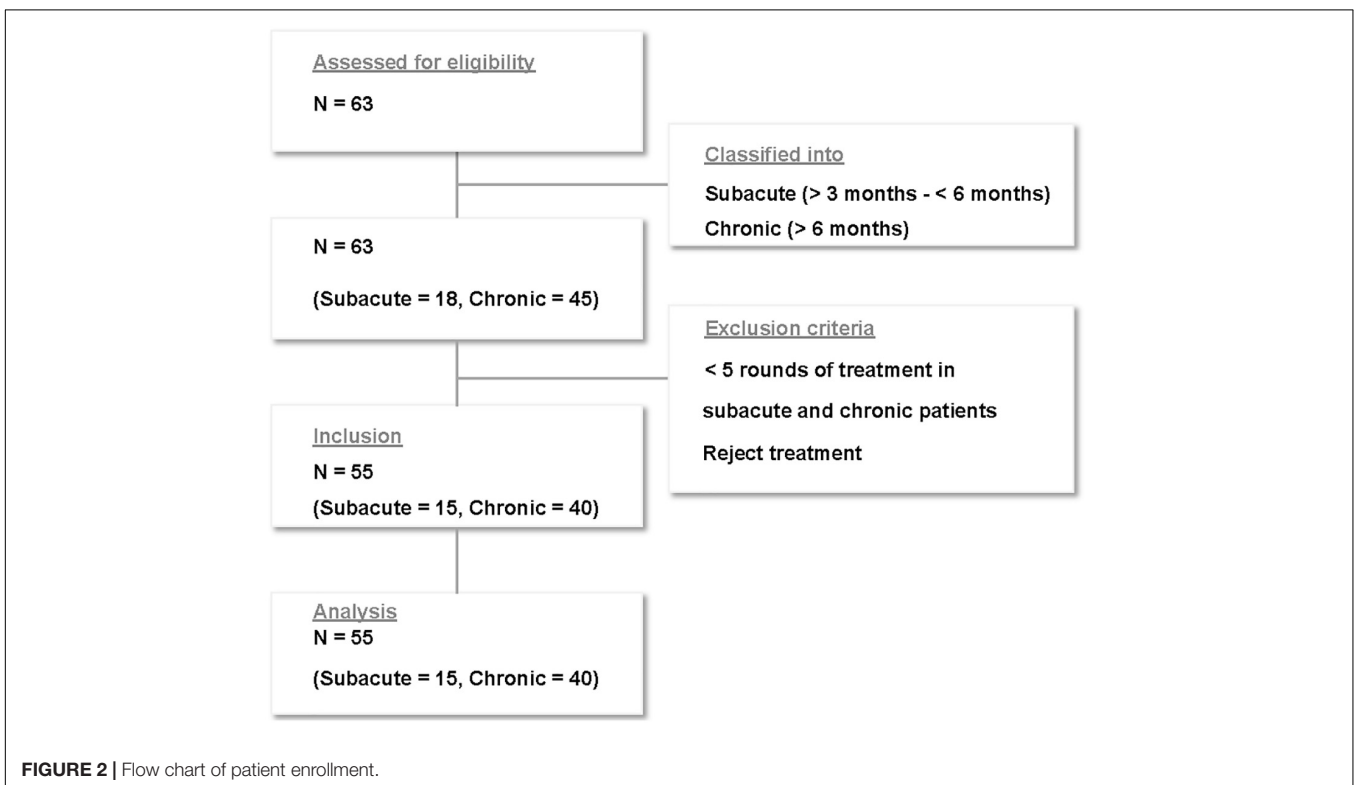 Assessed for eligibility
N = 63
Classified into
Subacute (> 3 months - < 6 months)
Chronic (> 6 months)
N = 63
(Subacute = 18, Chronic = 45)
Exclusion criteria
< 5 rounds of treatment in
subacute and chronic patients
Reject treatment
Inclusion
N = 55
(Subacute = 15, Chronic = 40)
Analysis
N = 55
(Subacute = 15, Chronic = 40)
FIGURE 2 | Flow chart of patient enrollment.